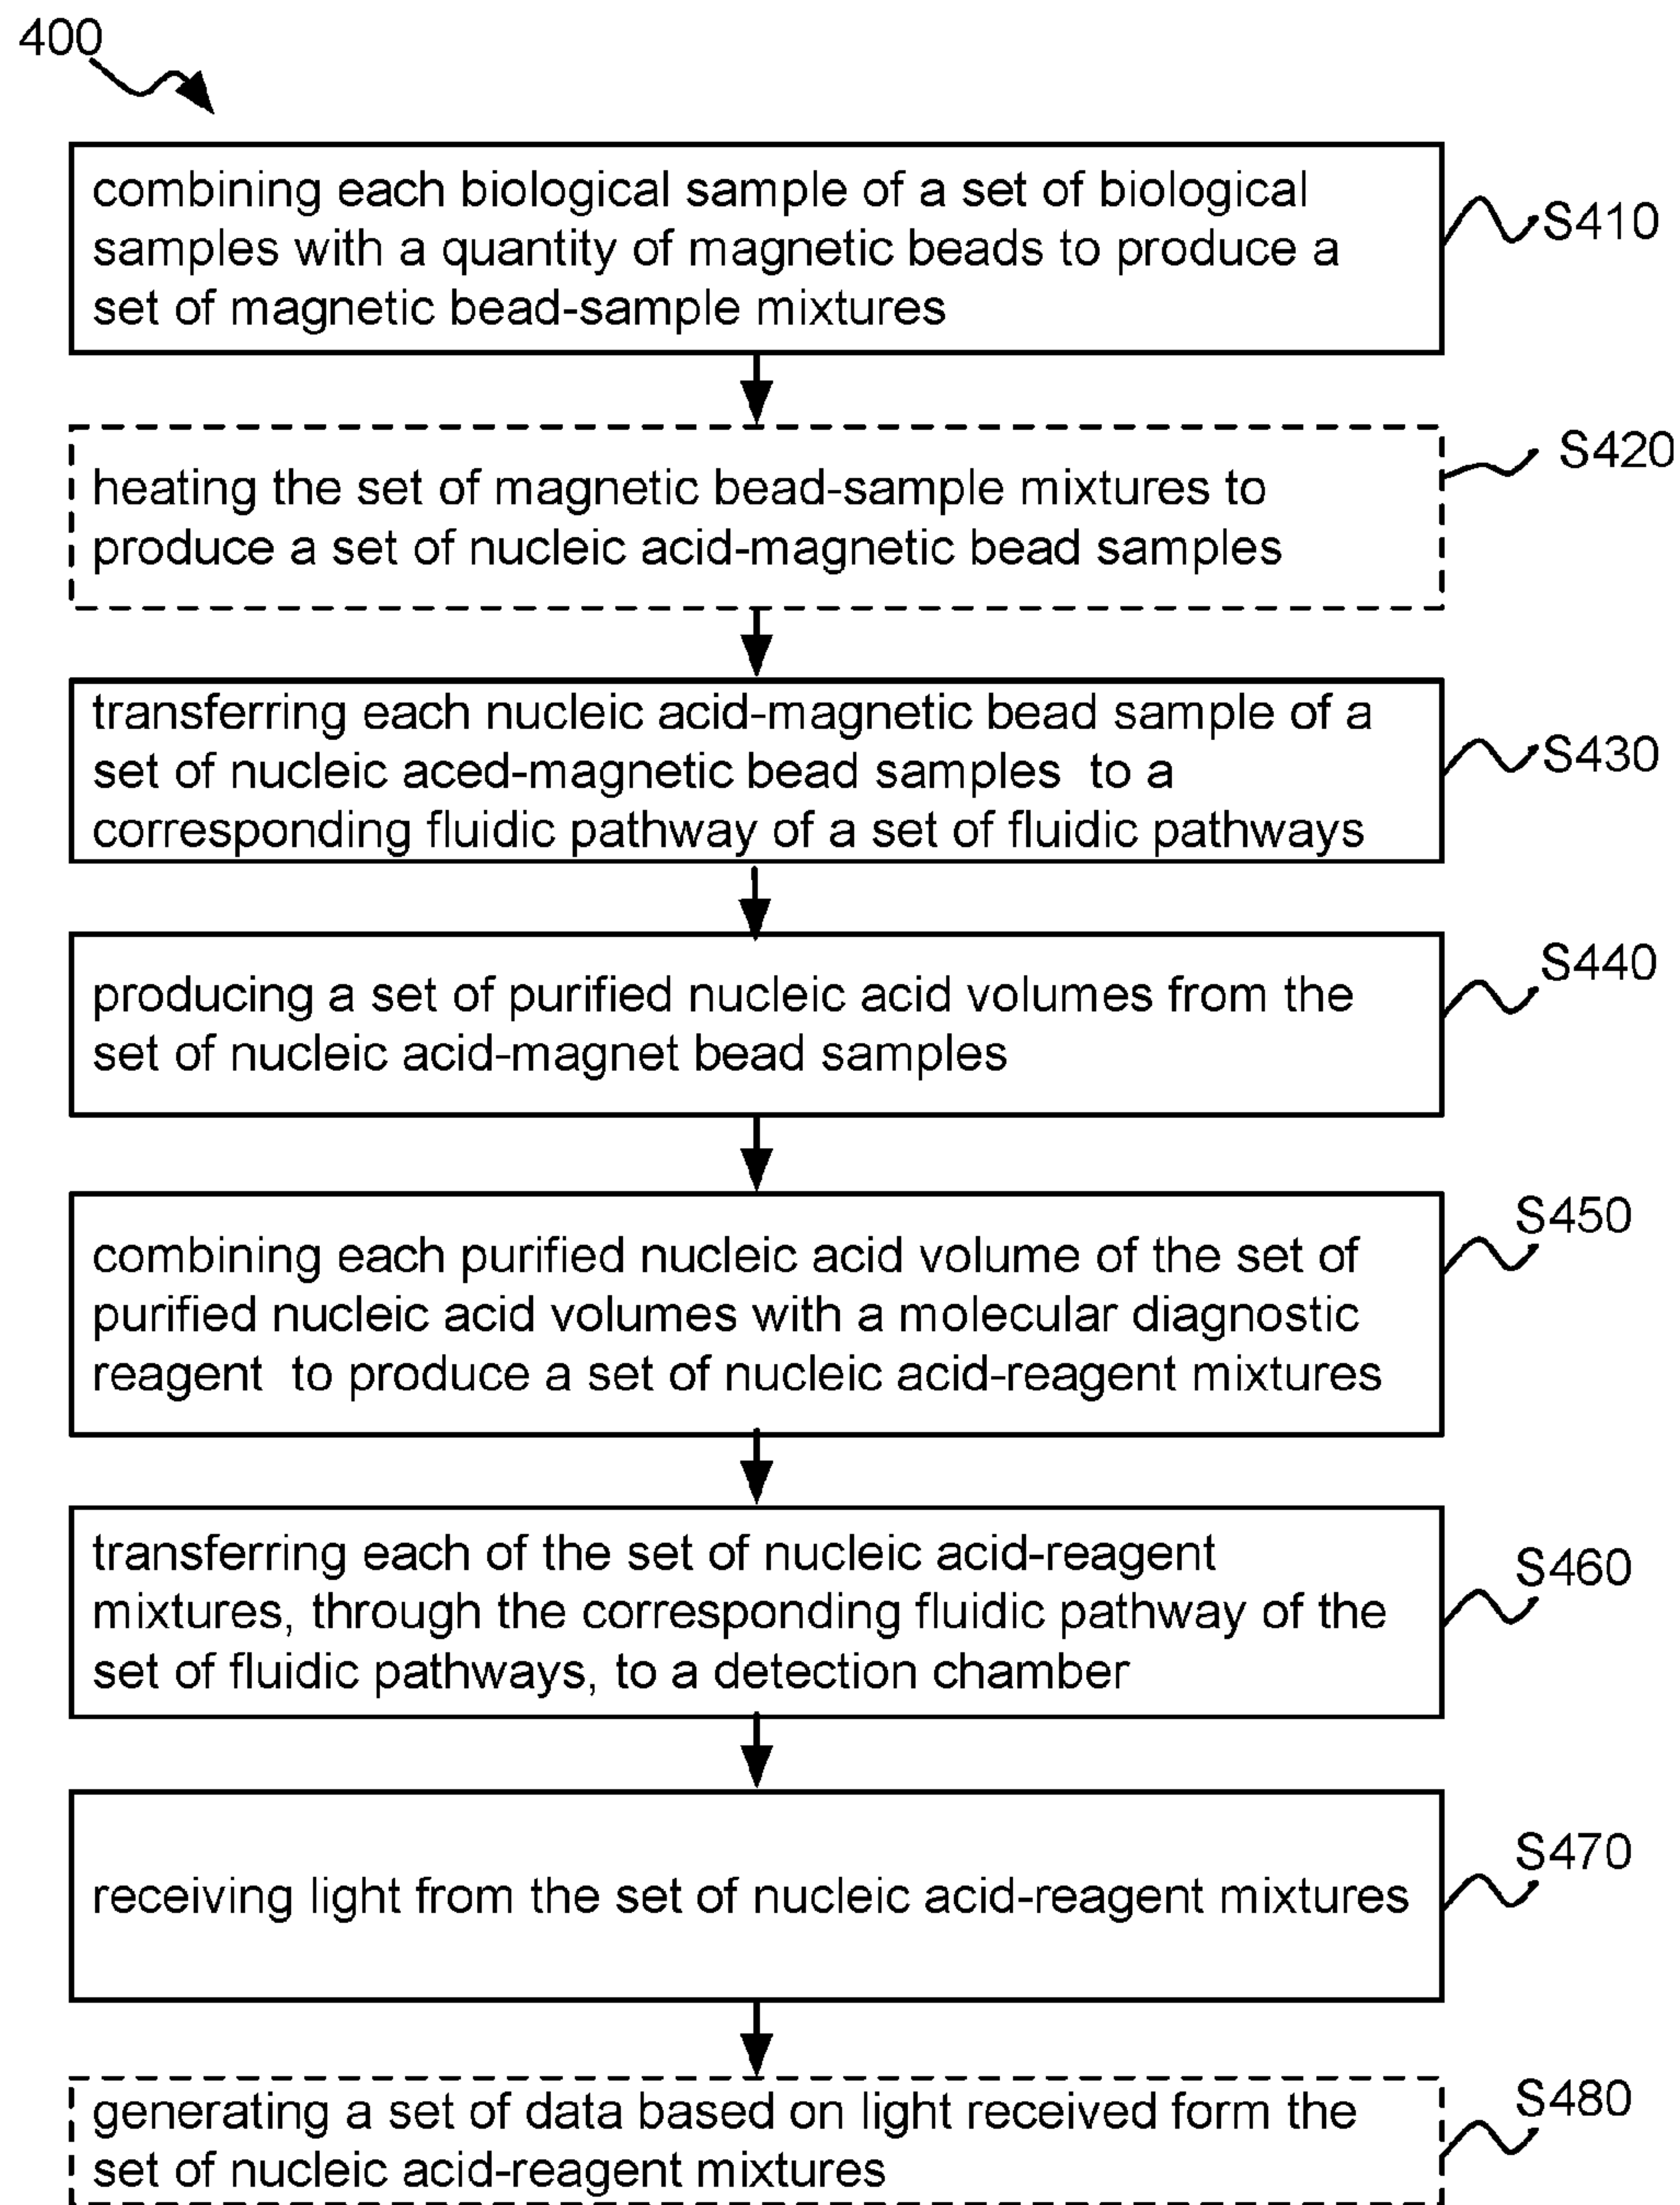 400
combining each biological sample of a set of biological
samples with a quantity of magnetic beads to produce a
set of magnetic bead-sample mixtures
S410
heating the set of magnetic bead-sample mixtures to
produce a set of nucleic acid-magnetic bead samples
S420
transferring each nucleic acid-magnetic bead sample of a
set of nucleic aced-magnetic bead samples to a
corresponding fluidic pathway of a set of fluidic pathways
S430
producing a set of purified nucleic acid volumes from the
set of nucleic acid-magnet bead samples
S440
combining each purified nucleic acid volume of the set of
purified nucleic acid volumes with a molecular diagnostic
reagent to produce a set of nucleic acid-reagent mixtures
S450
transferring each of the set of nucleic acid-reagent
mixtures, through the corresponding fluidic pathway of the
set of fluidic pathways, to a detection chamber
S460
receiving light from the set of nucleic acid-reagent mixtures
S470
generating a set of data based on light received form the
set of nucleic acid-reagent mixtures
S480